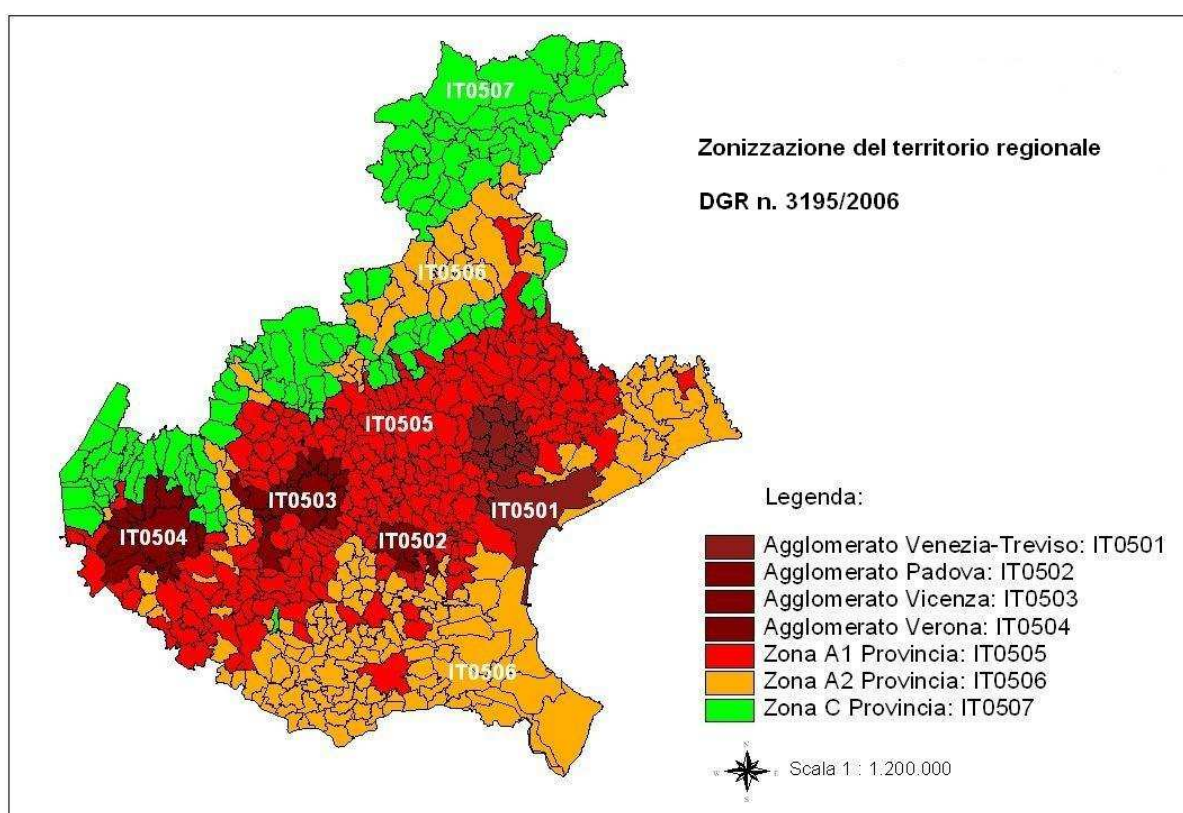 IT0507
Zonizzazione del territorio regionale
DGR n. 3195/2006
IT0506
IT0505
IT0503
IT0501
IT0504
IT0502
IT0506
Legenda:
Agglomerato Venezia-Treviso: IT0501
Agglomerato Padova: IT0502
Agglomerato Vicenza: IT0503
Agglomerato Verona: IT0504
Zona A1 Provincia: IT0505
Zona A2 Provincia: IT0506
Zona C Provincia: IT0507
Scala 1 : 1.200.000